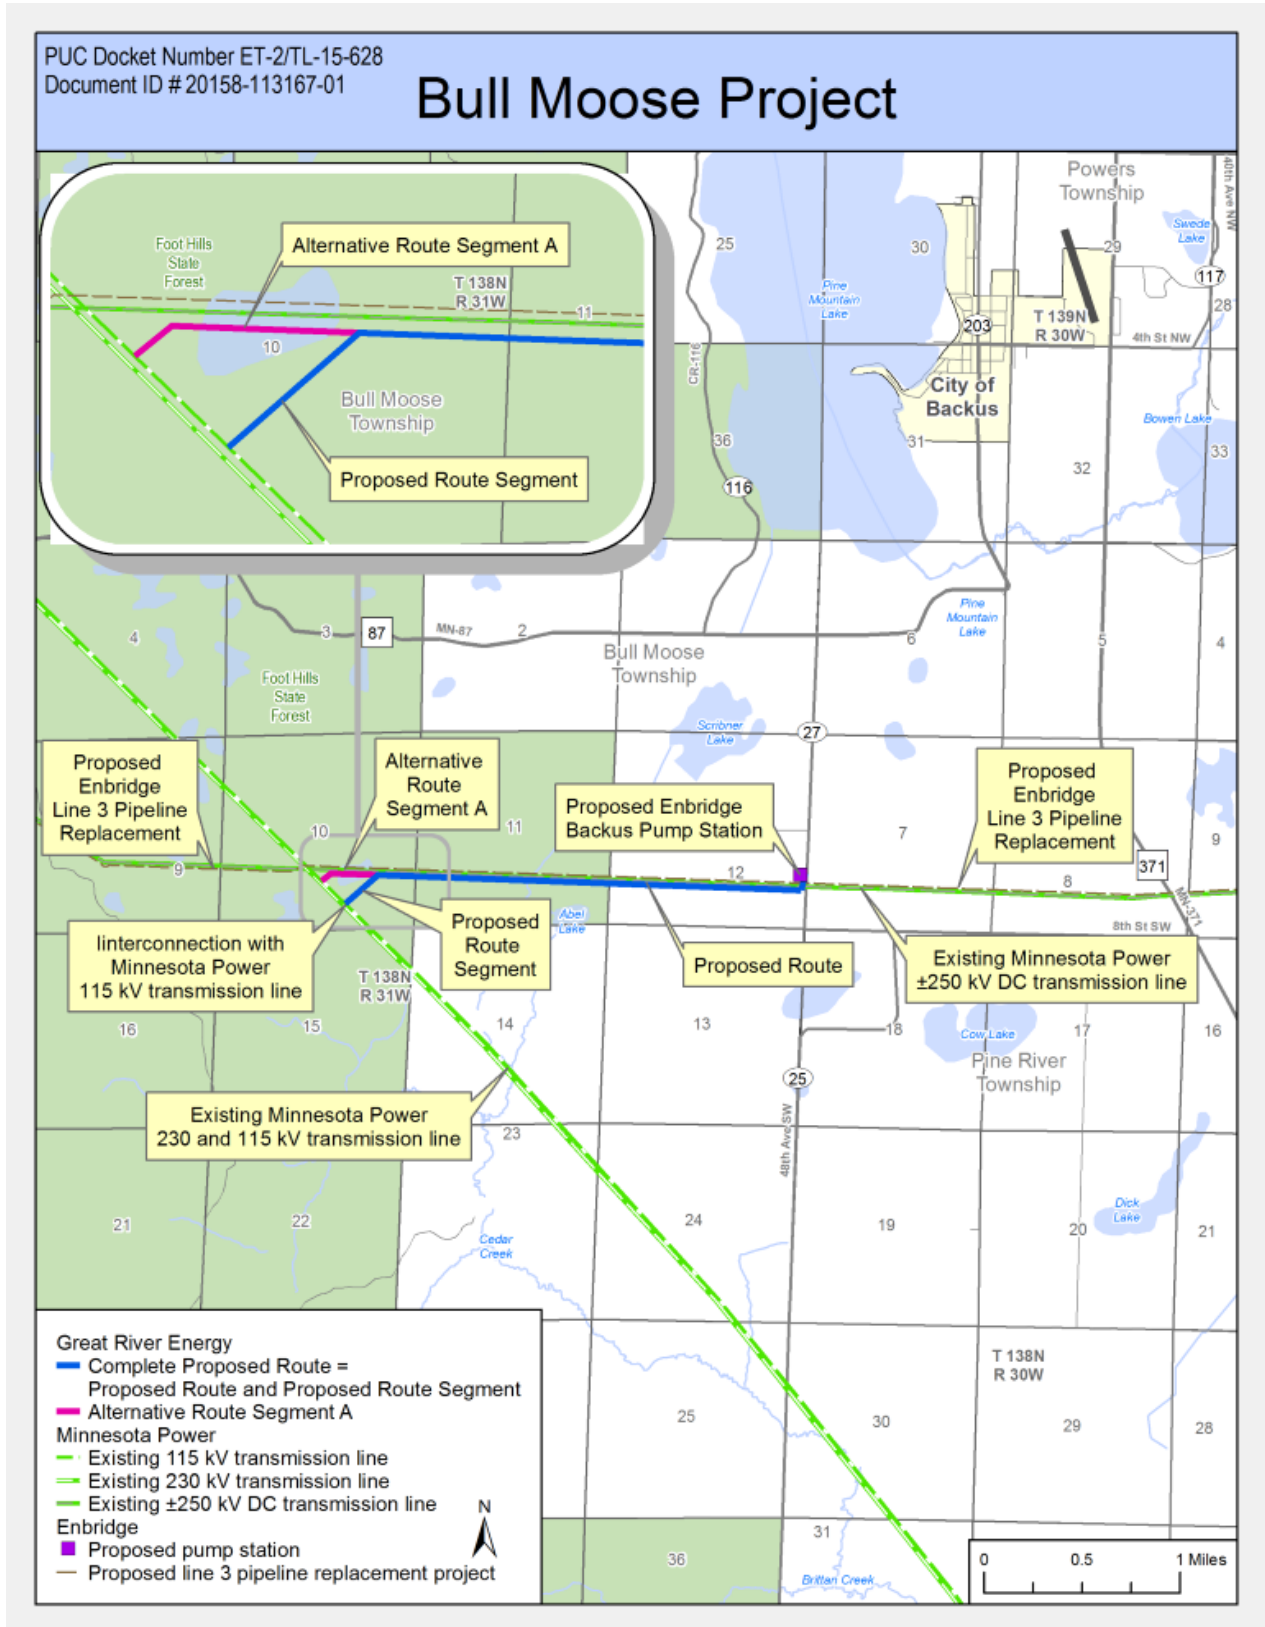 PUC Docket Number ET-2/TL-15-628
Document ID # 20158-113167-01
Bull Moose Project
Foot Hills
State
Forest
Alternative Route Segment A
T 138N
R 31W
11
10
Bull Moose
Township
Proposed Route Segment
25
30
Pine
Mountain
Lake
Powers
Township
40th Ave NW
Swede
Lake
29
117
28
203
T 139N
R 30W
4th St NW
CR-116
City of
Backus
Bowen Lake
36
31
32
33
116
4
3
87
MN-87
2
6
Pine
Mountain
Lake
5
4
Bull Moose
Township
Foot Hills
State
Forest
Scribner
Lake
27
Proposed
Enbridge
Line 3 Pipeline
Replacement
Alternative
Route
Segment A
Proposed Enbridge
Backus Pump Station
Proposed
Enbridge
Line 3 Pipeline
Replacement
10
11
7
9
9
12
8
371
MN-371
8th St SW
Abel
Lake
Iinterconnection with
Minnesota Power
115 kV transmission line
Proposed
Route
Segment
Proposed Route
Existing Minnesota Power
±250 kV DC transmission line
T 138N
R 31W
16
15
14
13
18
Cow Lake
17
16
Pine River
Township
25
48th Ave SW
Existing Minnesota Power
230 and 115 kV transmission line
23
21
22
Cedar
Creek
24
19
Dick
Lake
20
21
Great River Energy
Complete Proposed Route =
Proposed Route and Proposed Route Segment
Alternative Route Segment A
Minnesota Power
Existing 115 kV transmission line
Existing 230 kV transmission line
Existing ±250 kV DC transmission line
Enbridge
Proposed pump station
Proposed line 3 pipeline replacement project
N
T 138N
R 30W
25
30
29
28
36
31
Brittan Creek
0
0.5
1 Miles